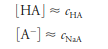 [HA] ≈ c_HA
[A⁻] ≈ c_NaA